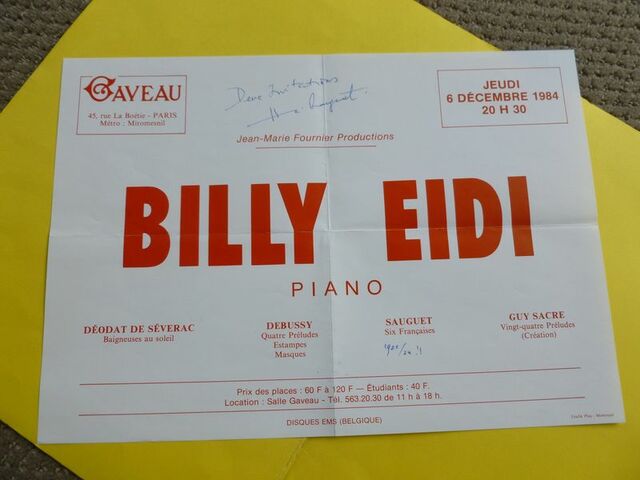 GAVEAU
45, rue La Boétie - PARIS
Métro : Miromesnil
Deux Invitations
JEUDI
6 DÉCEMBRE 1984
20 H 30
Jean-Marie Fournier Productions
BILLY EIDI
PIANO
DÉODAT DE SÉVERAC
Baigneuses au soleil
DEBUSSY
Quatre Préludes
Estampes
Masques
SAUGUET
Six Françaises
GUY SACRE
Vingt-quatre Préludes
(Création)
Prix des places : 60 F à 120 F — Étudiants : 40 F.
Location : Salle Gaveau - Tél. 563.20.30 de 11 h à 18 h.
DISQUES EMS (BELGIQUE)